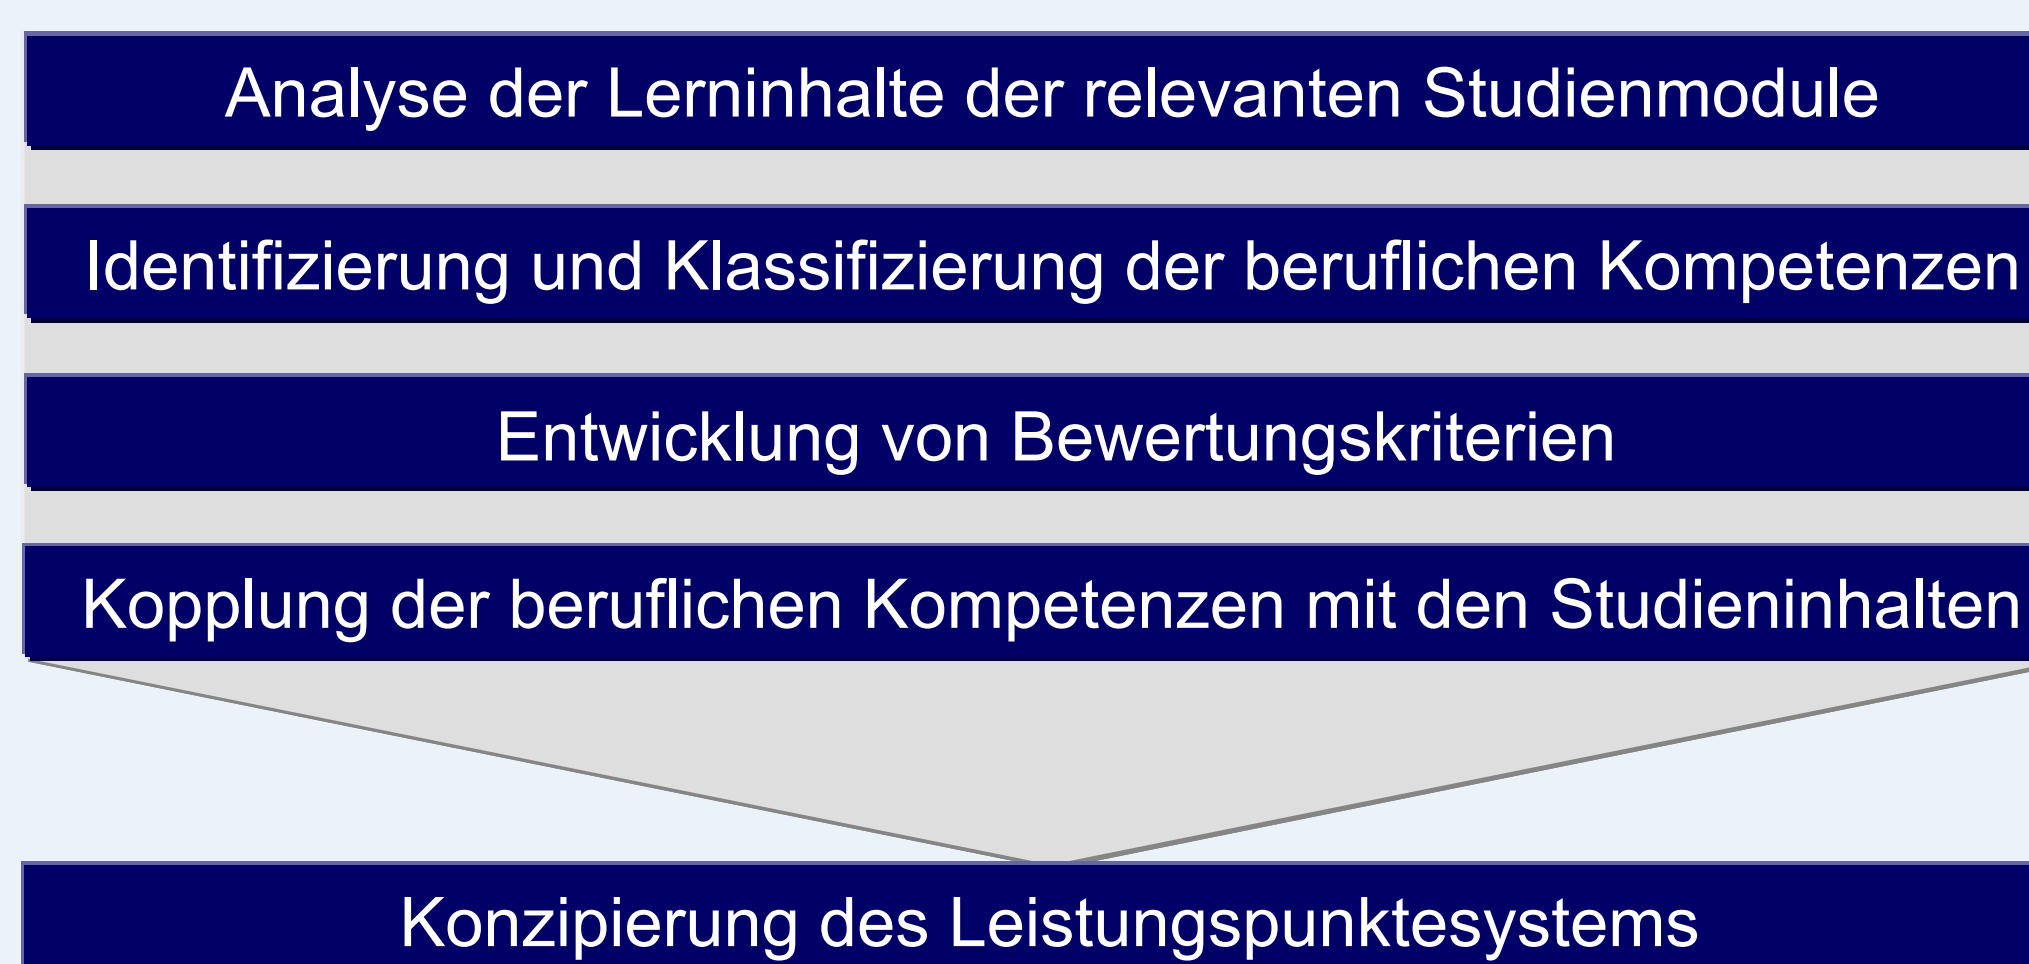 Analyse der Lerninhalte der relevanten Studienmodule
Identifizierung und Klassifizierung der beruflichen Kompetenzen
Entwicklung von Bewertungskriterien
Kopplung der beruflichen Kompetenzen mit den Studieninhalten
Konzipierung des Leistungspunktesystems